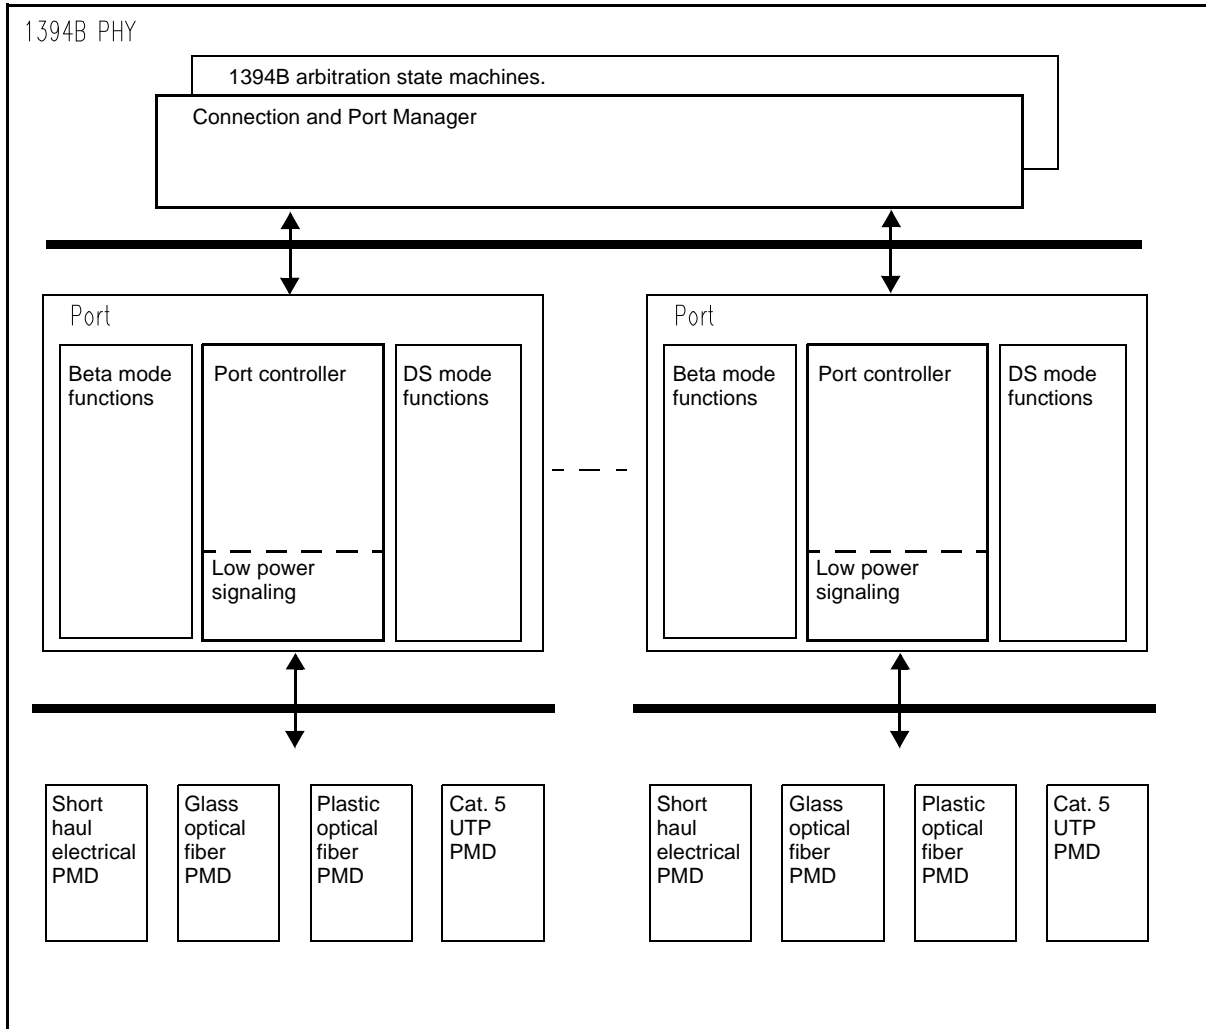 1394B PHY
1394B arbitration state machines.
Connection and Port Manager
Port
Beta mode
functions
Port controller
DS mode
functions
Low power
signaling
Port
Beta mode
functions
Port controller
DS mode
functions
Low power
signaling
Short
haul
electrical
PMD
Glass
optical
fiber
PMD
Plastic
optical
fiber
PMD
Cat. 5
UTP
PMD
Short
haul
electrical
PMD
Glass
optical
fiber
PMD
Plastic
optical
fiber
PMD
Cat. 5
UTP
PMD